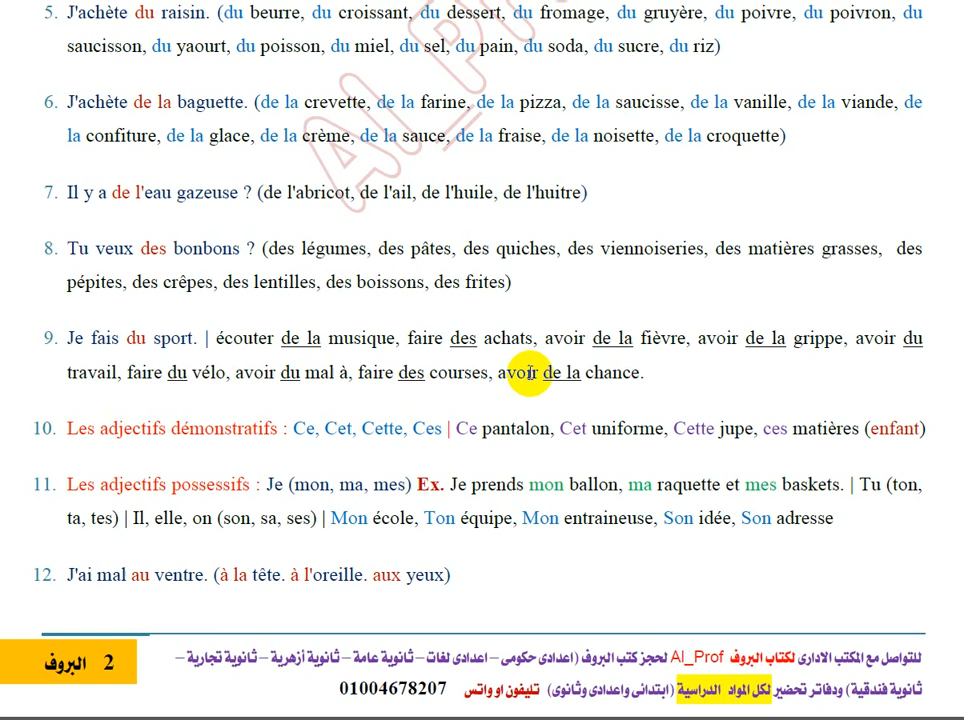 5. J'achète du raisin. (du beurre, du croissant, du dessert, du fromage, du gruyère, du poivre, du poivron, du
saucisson, du yaourt, du poisson, du miel, du sel, du pain, du soda, du sucre, du riz)
6. J'achète de la baguette. (de la crevette, de la farine, de la pizza, de la saucisse, de la vanille, de la viande, de
la confiture, de la glace, de la crème, de la sauce, de la fraise, de la noisette, de la croquette)
7. Il y a de l'eau gazeuse ? (de l'abricot, de l'ail, de l'huile, de l'huitre)
8. Tu veux des bonbons ? (des légumes, des pâtes, des quiches, des viennoiseries, des matières grasses, des
pépites, des crêpes, des lentilles, des boissons, des frites)
9. Je fais du sport. | écouter de la musique, faire des achats, avoir de la fièvre, avoir de la grippe, avoir du
travail, faire du vélo, avoir du mal à, faire des courses, avoir de la chance.
10. Les adjectifs démonstratifs : Ce, Cet, Cette, Ces | Ce pantalon, Cet uniforme, Cette jupe, ces matières (enfant)
11. Les adjectifs possessifs : Je (mon, ma, mes) Ex. Je prends mon ballon, ma raquette et mes baskets. | Tu (ton,
ta, tes) | Il, elle, on (son, sa, ses) | Mon école, Ton équipe, Mon entraineuse, Son idée, Son adresse
12. J'ai mal au ventre. (à la tête. à l'oreille. aux yeux)
للتواصل مع المكتب الادارى لكتاب البروف Al_Prof لحجز كتب البروف (اعدادى حكومى – اعدادى لغات – ثانوية عامة – ثانوية أزهرية – ثانوية تجارية –
ثانوية فندقية) ودفاتر تحضير لكل المواد الدراسية (ابتدائى واعدادى وثانوى) تليفون او واتس 01004678207
2 البروف
Al_Prof